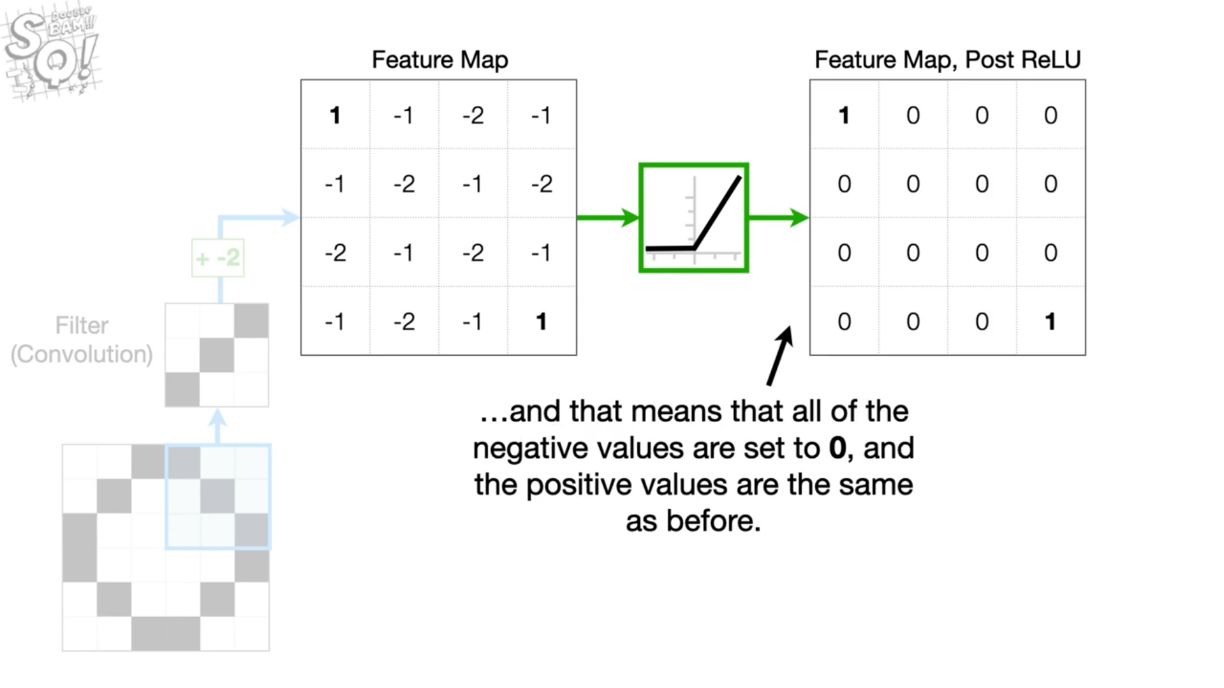 DOUBLE
BAM!!!
SQ!
Feature Map
Feature Map, Post ReLU
1 -1 -2 -1
1 0 0 0
-1 -2 -1 -2
0 0 0 0
-2 -1 -2 -1
0 0 0 0
-1 -2 -1 1
0 0 0 1
+ -2
Filter
(Convolution)
…and that means that all of the
negative values are set to 0, and
the positive values are the same
as before.